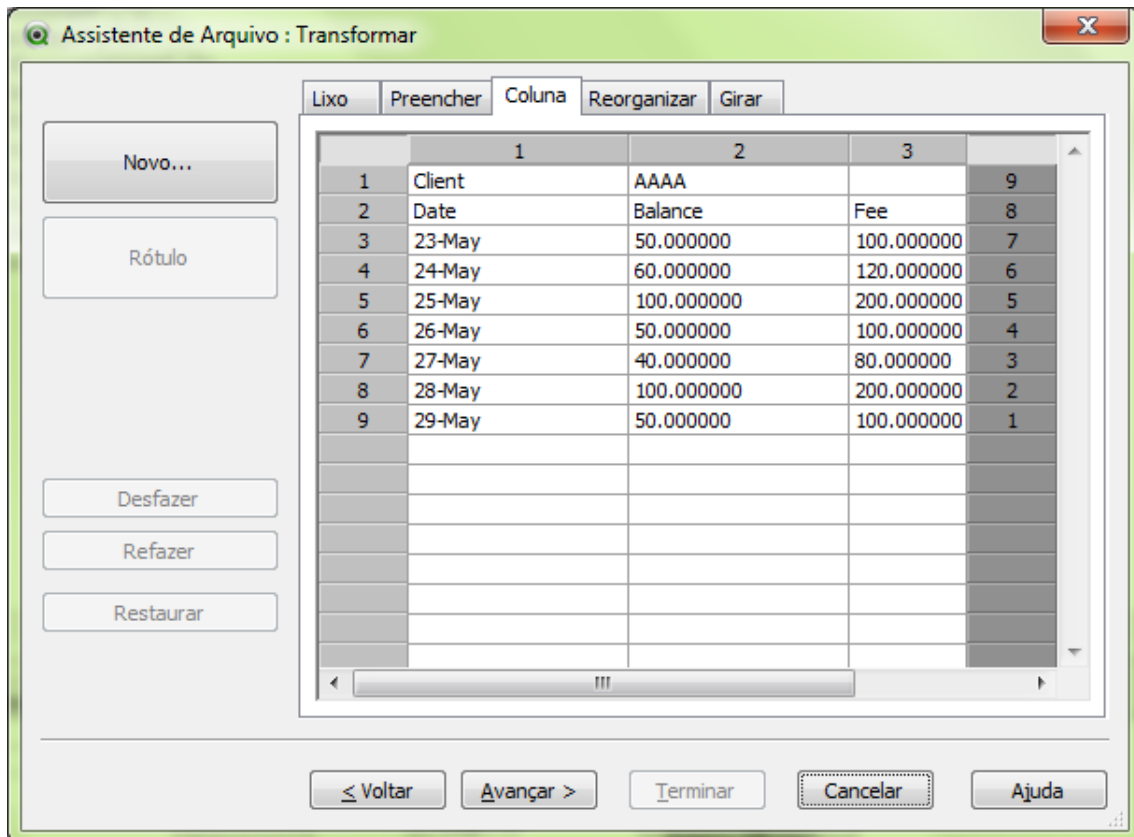 Assistente de Arquivo : Transformar
X
Lixo Preencher Coluna Reorganizar Girar
Novo...
Rótulo
Desfazer
Refazer
Restaurar
1 2 3
1 Client AAAA 9
2 Date Balance Fee 8
3 23-May 50.000000 100.000000 7
4 24-May 60.000000 120.000000 6
5 25-May 100.000000 200.000000 5
6 26-May 50.000000 100.000000 4
7 27-May 40.000000 80.000000 3
8 28-May 100.000000 200.000000 2
9 29-May 50.000000 100.000000 1
< Voltar Avançar > Terminar Cancelar Ajuda